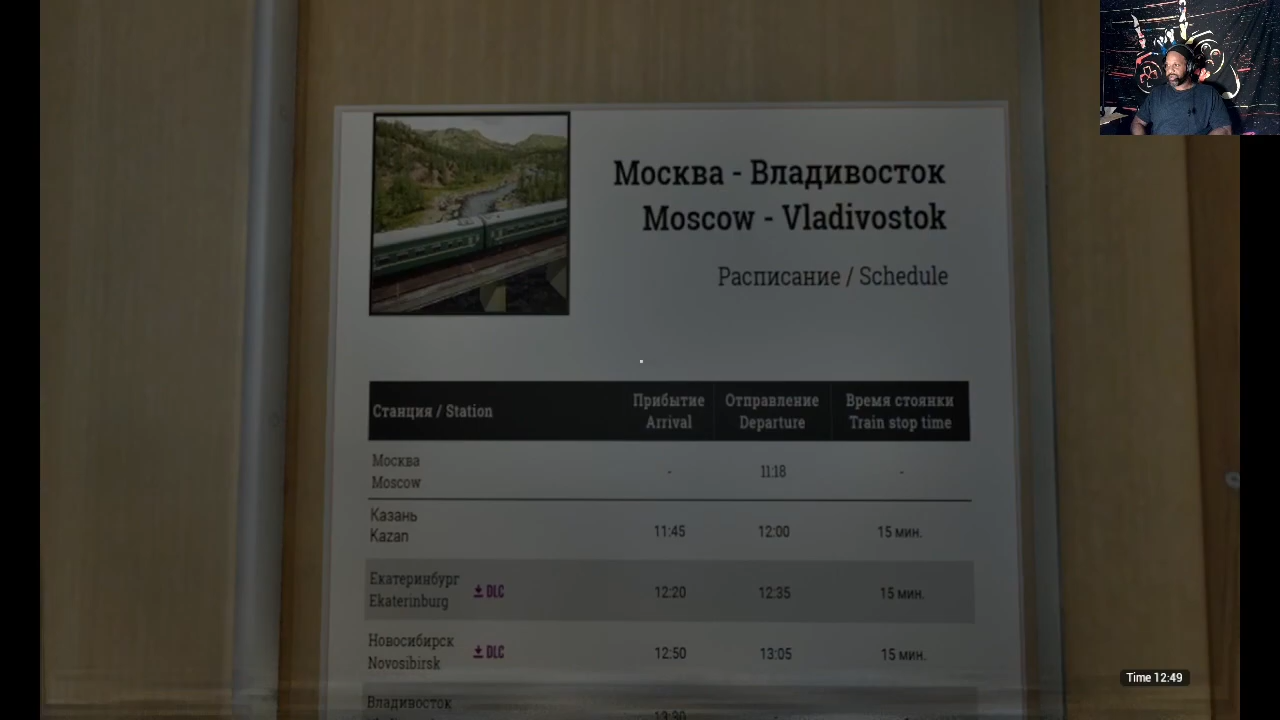 Москва - Владивосток
Moscow - Vladivostok
Расписание / Schedule
Станция / Station Прибытие Отправление Время стоянки
Arrival Departure Train stop time
Москва
Moscow - 11:18 -
Казань
Kazan 11:45 12:00 15 мин.
Екатеринбург
Ekaterinburg DLC 12:20 12:35 15 мин.
Новосибирск
Novosibirsk DLC 12:50 13:05 15 мин.
Владивосток
13:30
Time 12:49